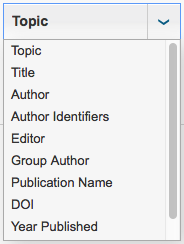 Topic
Topic
Title
Author
Author Identifiers
Editor
Group Author
Publication Name
DOI
Year Published